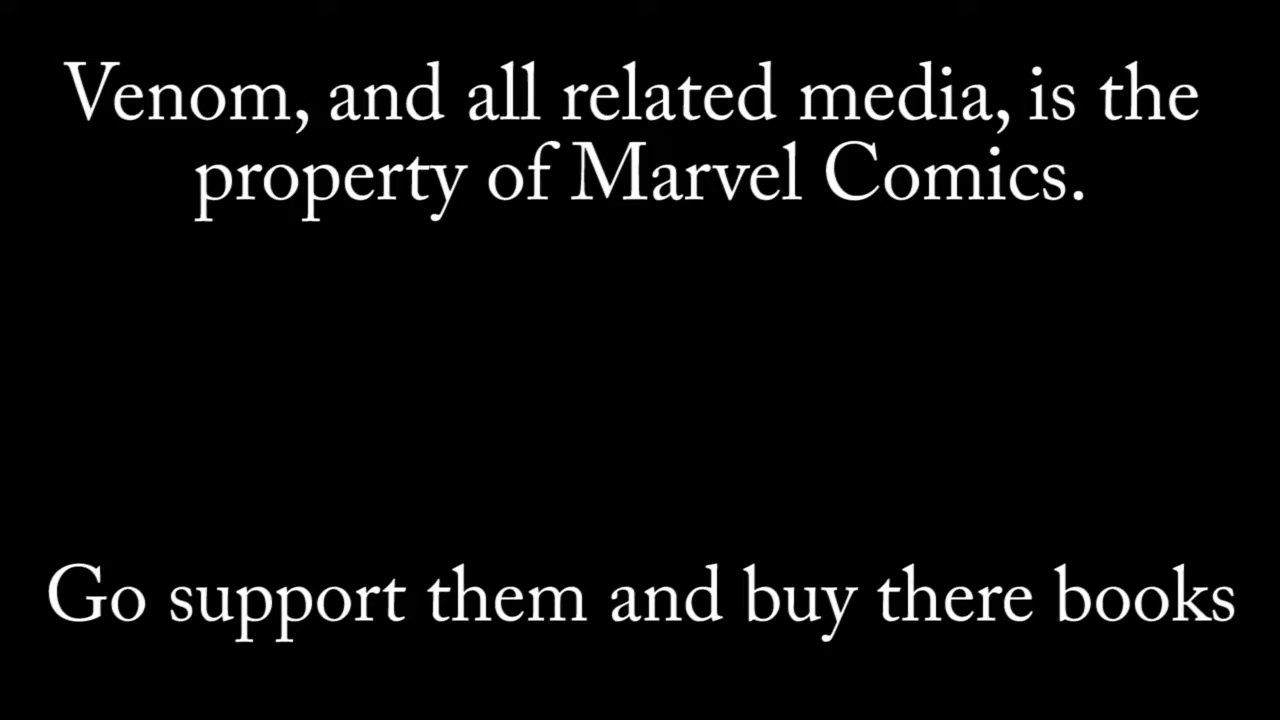 Venom, and all related media, is the
property of Marvel Comics.
Go support them and buy there books